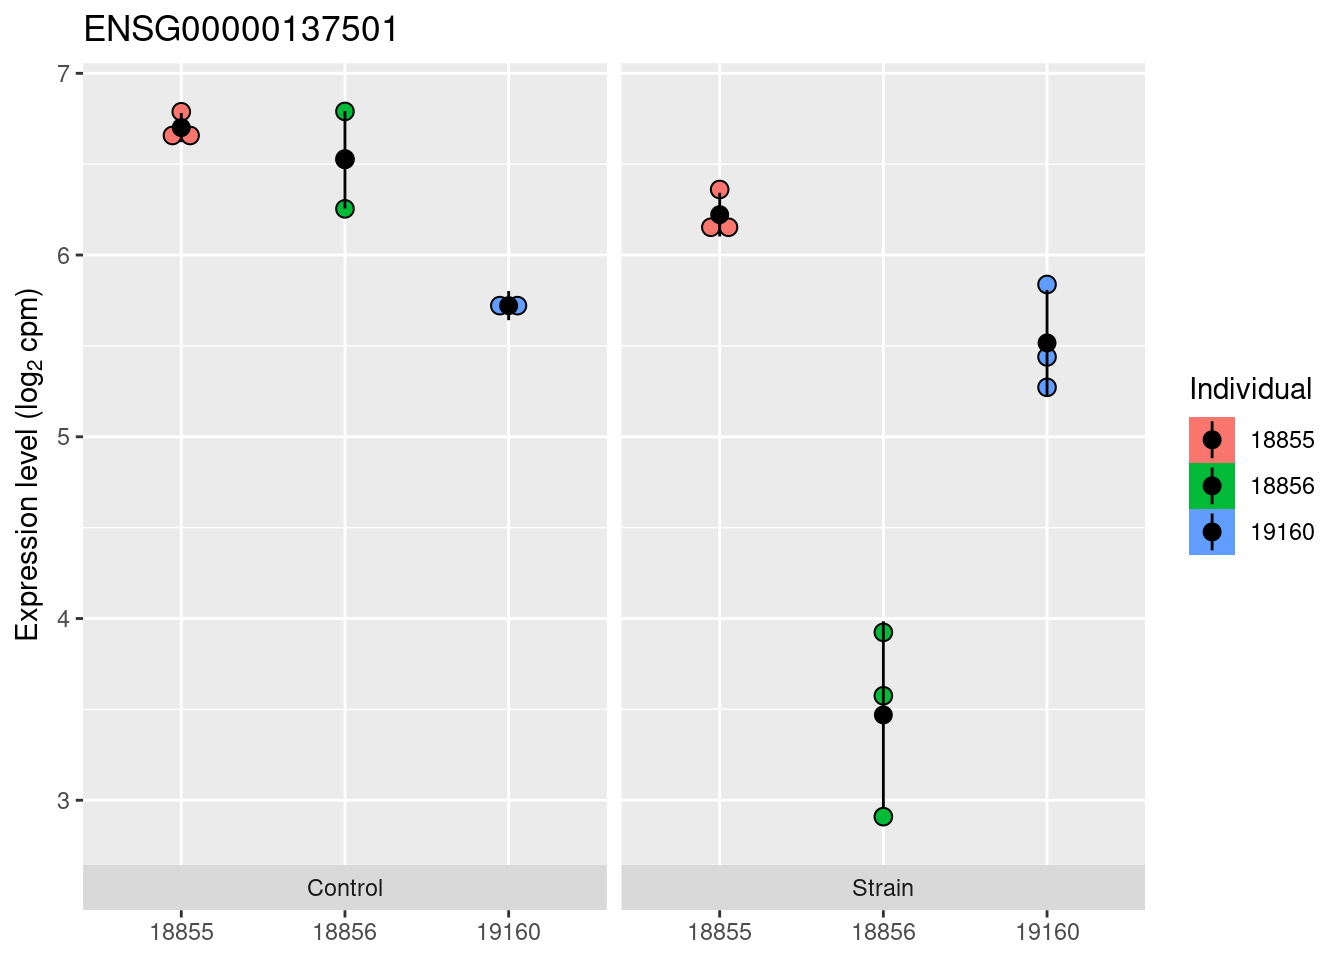 ENSG00000137501
Expression level (log₂ cpm)
7
6
5
4
3
Control
Strain
18855
18856
19160
18855
18856
19160
Individual
18855
18856
19160